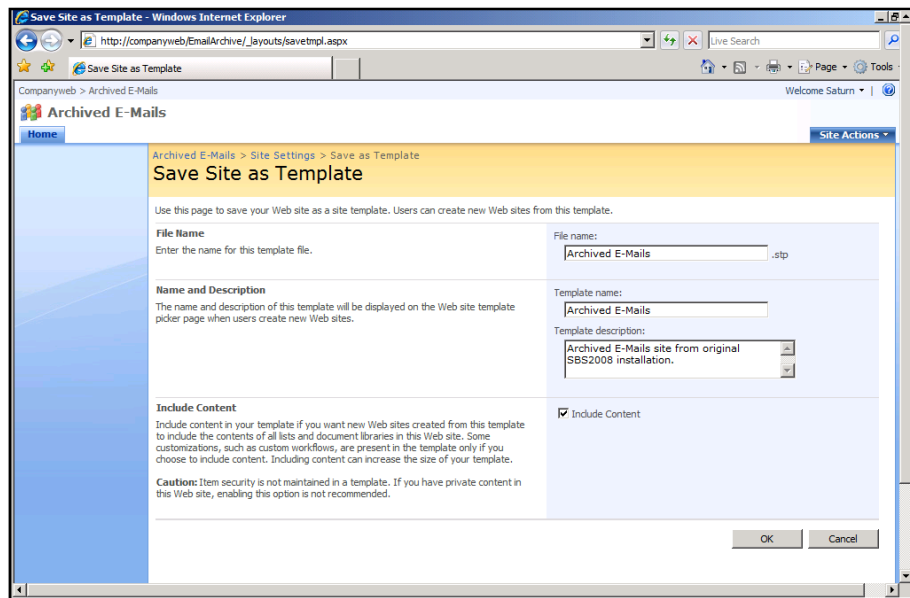 Save Site as Template - Windows Internet Explorer
http://companyweb/EmailArchive/_layouts/savetmpl.aspx
Live Search
Save Site as Template
Page
Tools
Companyweb > Archived E-Mails
Welcome Saturn
Archived E-Mails
Home
Site Actions
Archived E-Mails > Site Settings > Save as Template
Save Site as Template
Use this page to save your Web site as a site template. Users can create new Web sites from this template.
File Name
Enter the name for this template file.
File name:
Archived E-Mails .stp
Name and Description
The name and description of this template will be displayed on the Web site template
picker page when users create new Web sites.
Template name:
Archived E-Mails
Template description:
Archived E-Mails site from original
SBS2008 installation.
Include Content
Include content in your template if you want new Web sites created from this template
to include the contents of all lists and document libraries in this Web site. Some
customizations, such as custom workflows, are present in the template only if you
choose to include content. Including content can increase the size of your template.
Caution: Item security is not maintained in a template. If you have private content in
this Web site, enabling this option is not recommended.
Include Content
OK
Cancel